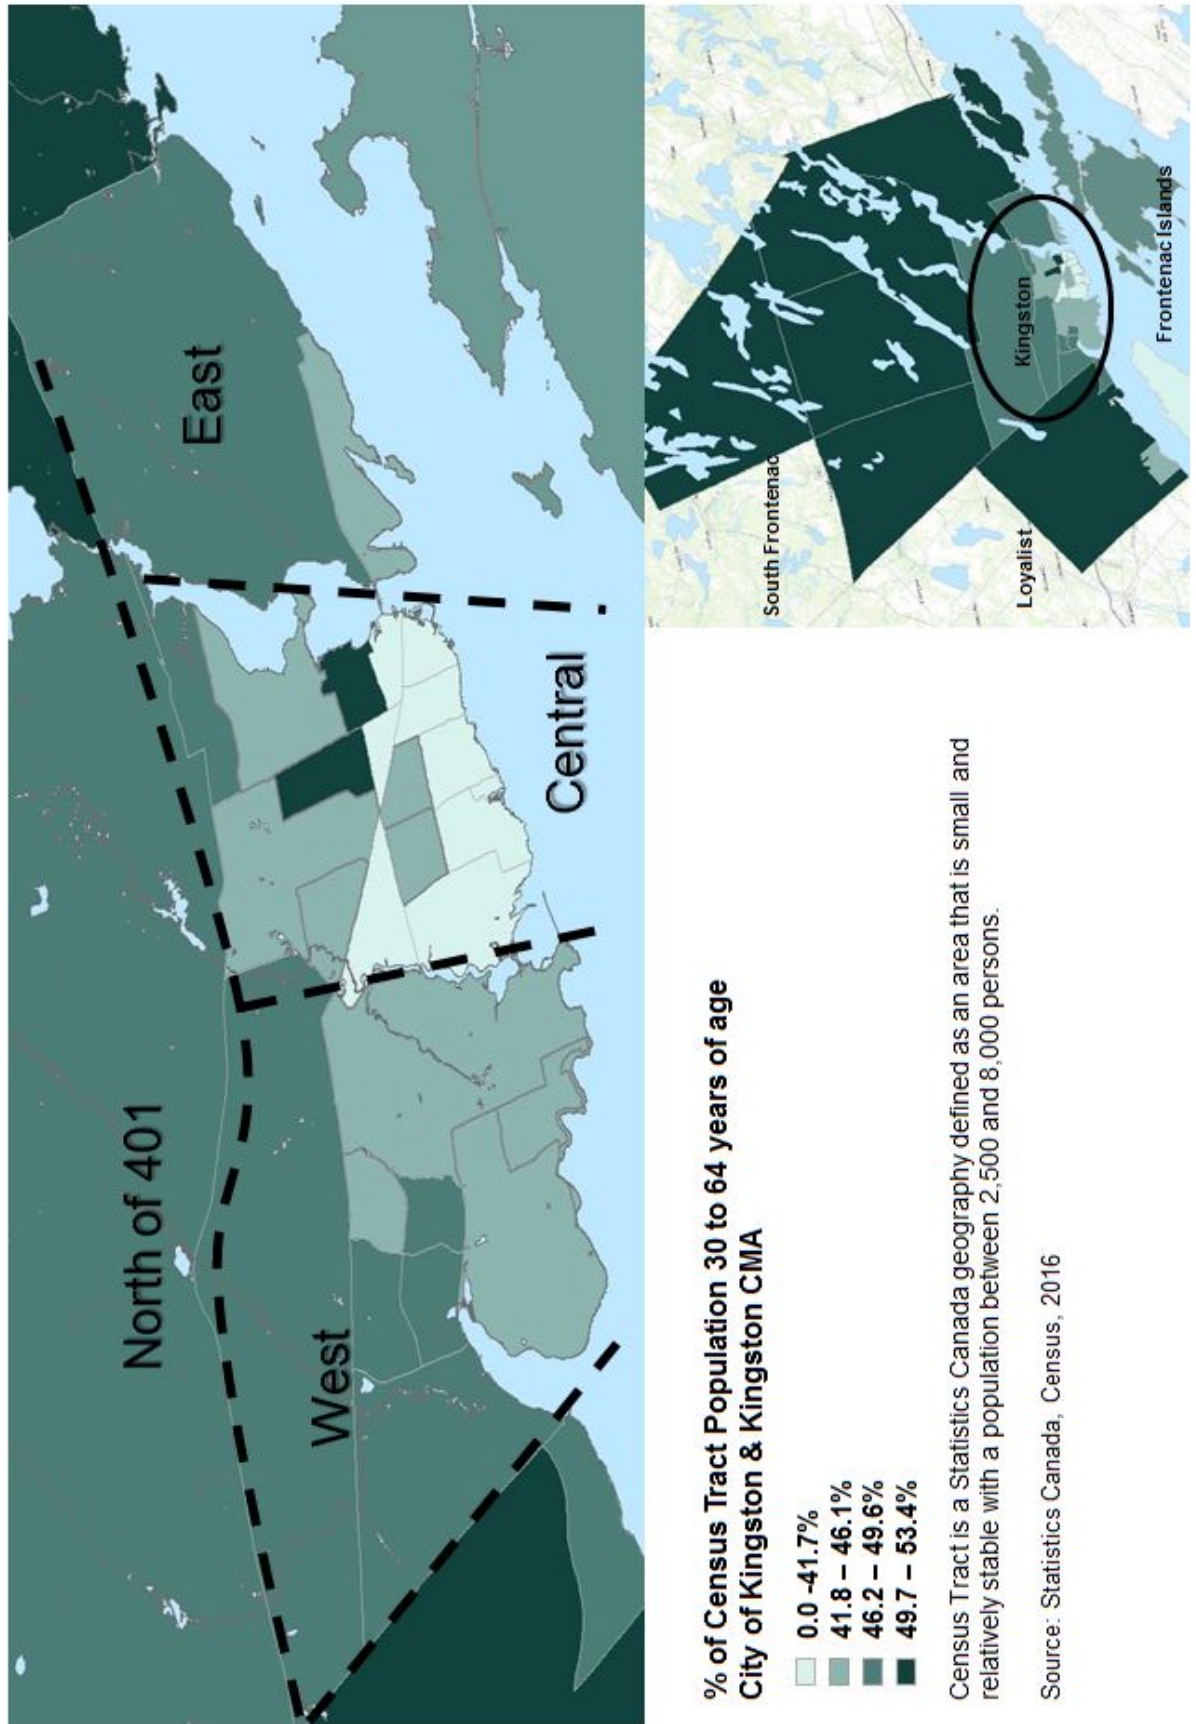 North of 401
West
East
Central
% of Census Tract Population 30 to 64 years of age
City of Kingston & Kingston CMA
0.0 -41.7%
41.8 – 46.1%
46.2 – 49.6%
49.7 – 53.4%
Census Tract is a Statistics Canada geography defined as an area that is small and
relatively stable with a population between 2,500 and 8,000 persons.
Source: Statistics Canada, Census, 2016
South Frontenac
Kingston
Loyalist
Frontenac Islands